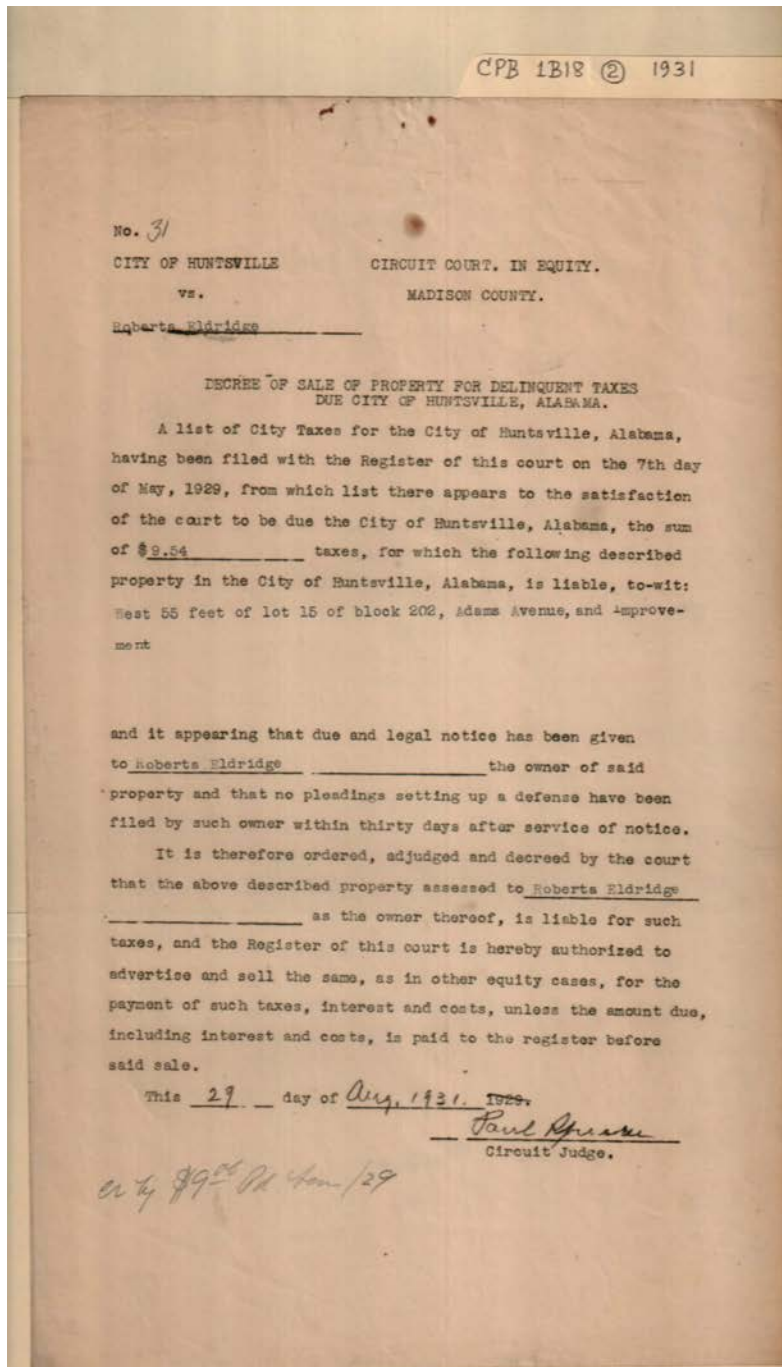 CPB 1B18 ② 1931
No. 31
CITY OF HUNTSVILLE CIRCUIT COURT. IN EQUITY.
vs. MADISON COUNTY.
Roberta Eldridge
DECREE OF SALE OF PROPERTY FOR DELINQUENT TAXES
DUE CITY OF HUNTSVILLE, ALABAMA.
A list of City Taxes for the City of Huntsville, Alabama,
having been filed with the Register of this court on the 7th day
of May, 1929, from which list there appears to the satisfaction
of the court to be due the City of Huntsville, Alabama, the sum
of $9.54 taxes, for which the following described
property in the City of Huntsville, Alabama, is liable, to-wit:
55 feet of lot 15 of block 202, Adams Avenue, and improve-
ment
and it appearing that due and legal notice has been given
to Roberta Eldridge the owner of said
property and that no pleadings setting up a defense have been
filed by such owner within thirty days after service of notice.
It is therefore ordered, adjudged and decreed by the court
that the above described property assessed to Roberta Eldridge
as the owner thereof, is liable for such
taxes, and the Register of this court is hereby authorized to
advertise and sell the same, as in other equity cases, for the
payment of such taxes, interest and costs, unless the amount due,
including interest and costs, is paid to the register before
said sale.
This 29 day of Aug, 1931. 1929.
Paul
Circuit Judge.
by /29